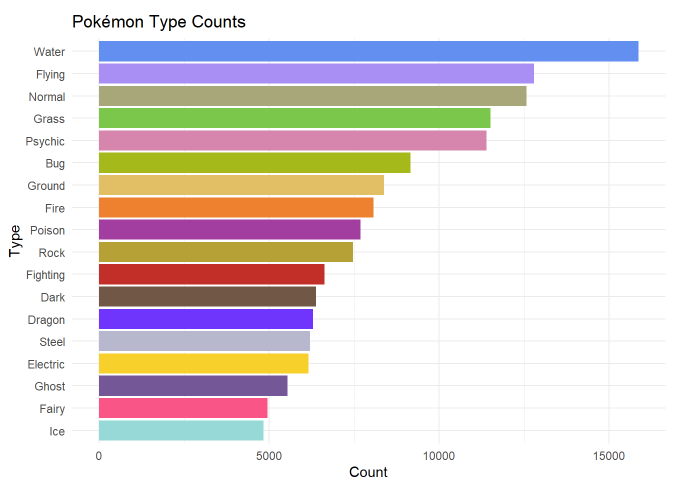 Pokémon Type Counts
Water
Flying
Normal
Grass
Psychic
Bug
Ground
Fire
Poison
Rock
Fighting
Dark
Dragon
Steel
Electric
Ghost
Fairy
Ice
Type
0 5000 10000 15000
Count